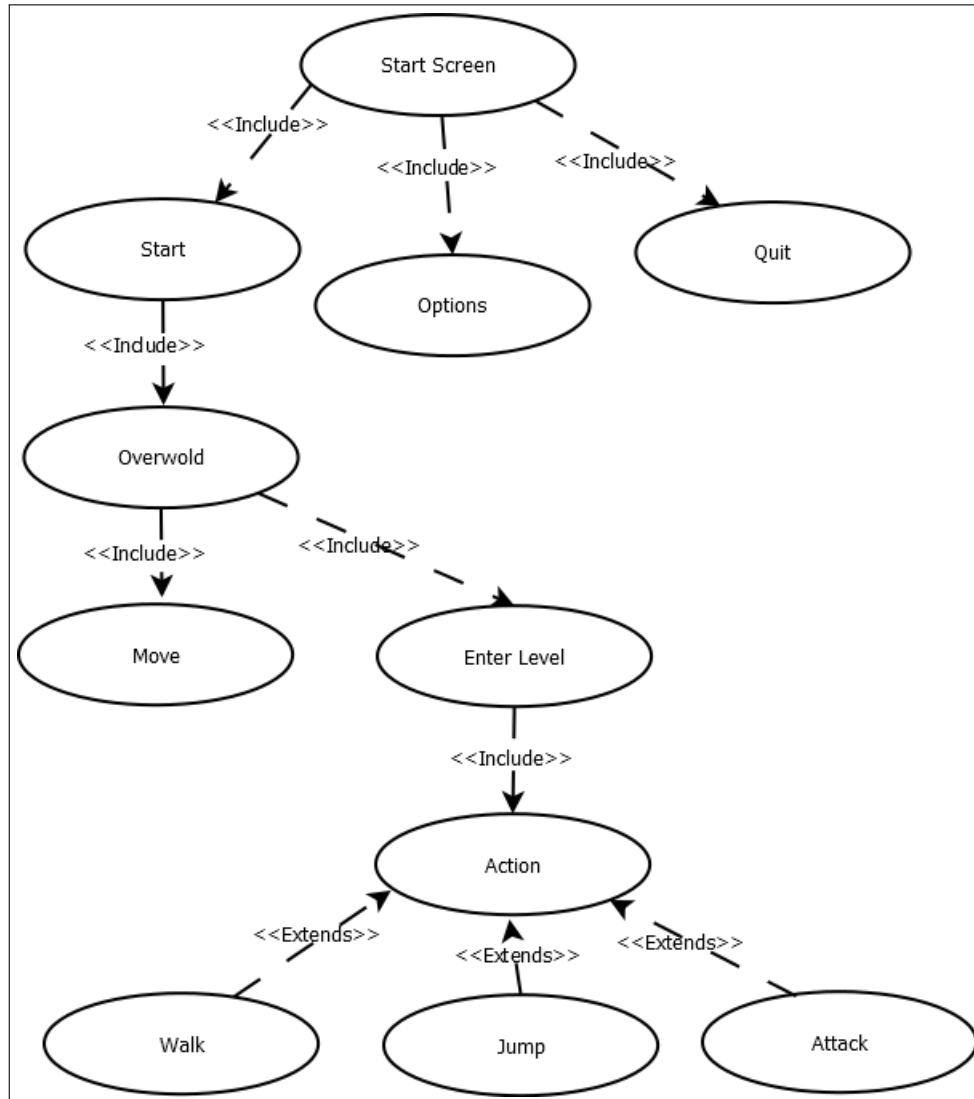 Start Screen
<<Include>>
<<Include>>
<<Include>>
Start
Options
Quit
<<Include>>
Overwold
<<Include>>
<<Include>>
Move
Enter Level
<<Include>>
Action
<<Extends>>
<<Extends>>
<<Extends>>
Walk
Jump
Attack